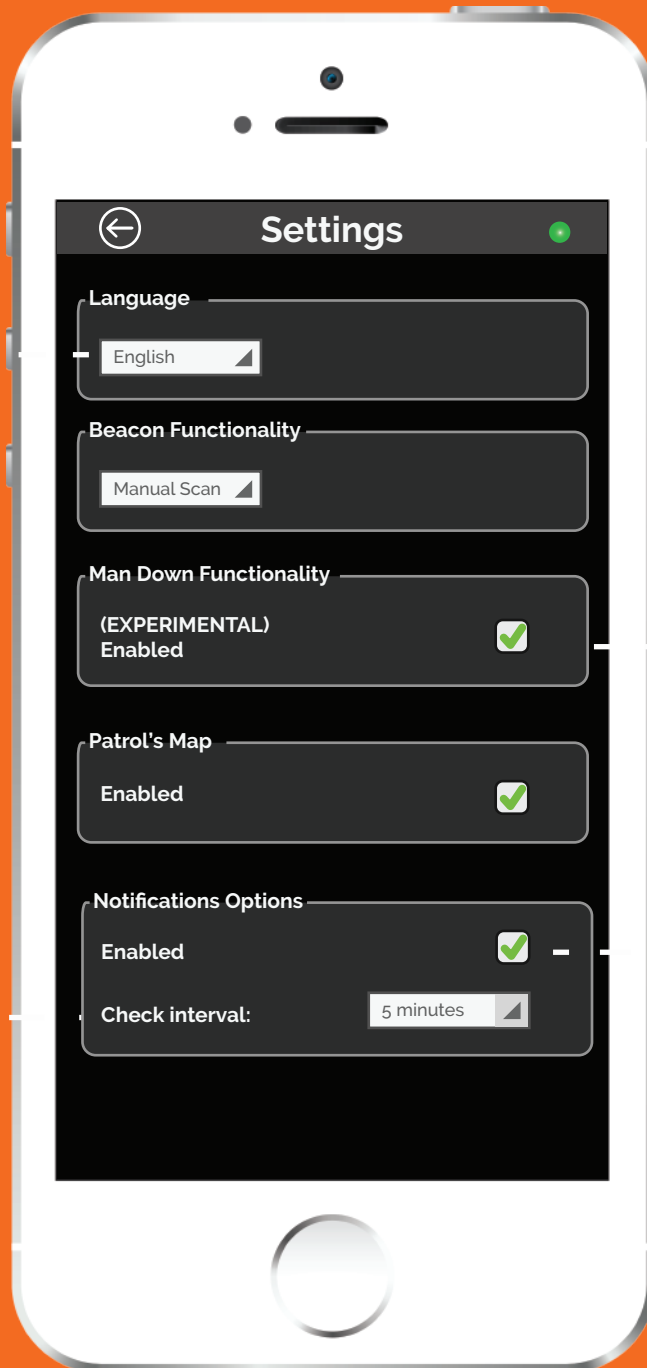 Settings
Language
English
Beacon Functionality
Manual Scan
Man Down Functionality
(EXPERIMENTAL)
Enabled
Patrol’s Map
Enabled
Notifications Options
Enabled
Check interval:
5 minutes